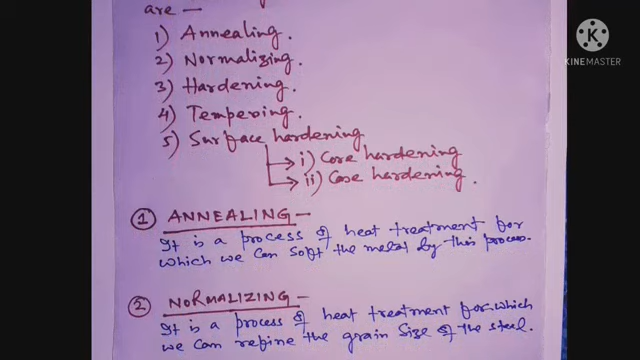 are —
1) Annealing.
2) Normalizing.
3) Hardening.
4) Tempering.
5) Surface hardening
i) Core hardening
ii) Case hardening.
① ANNEALING —
It is a process of heat treatment for
which we can soft the metal by this process.
② NORMALIZING —
It is a process of heat treatment for which
we can refine the grain size of the steel.
K
KINEMASTER